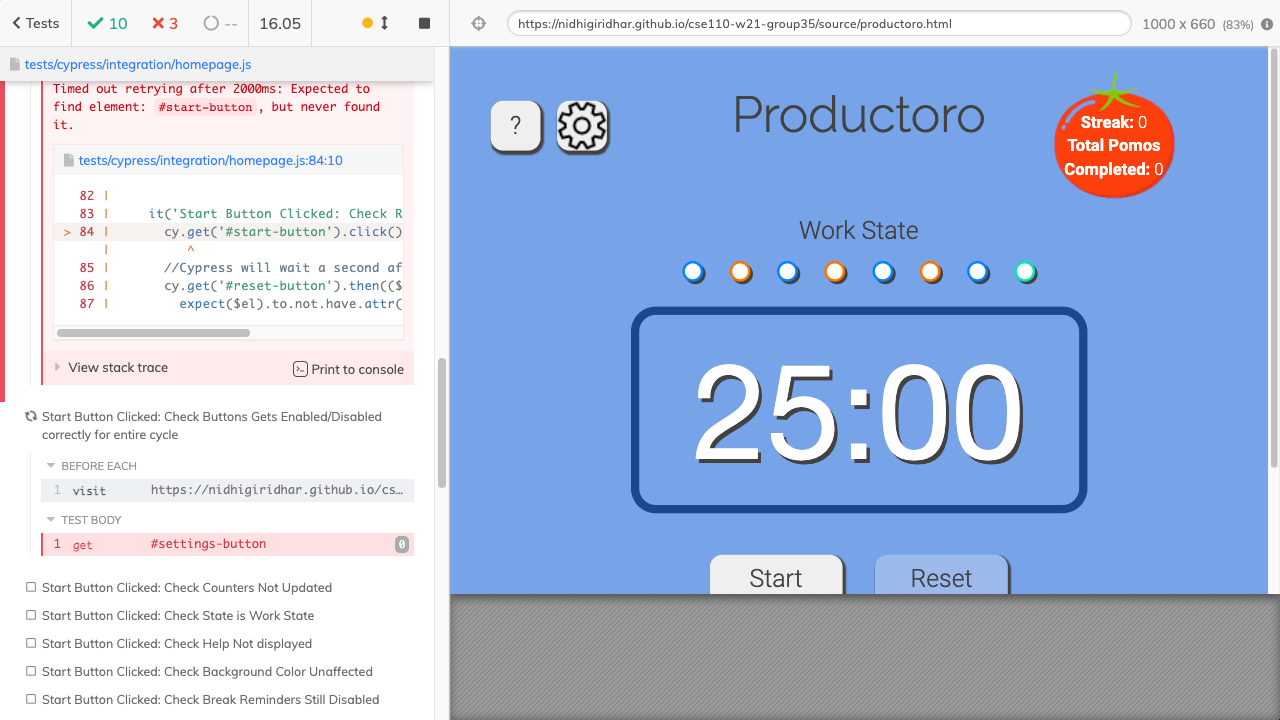 Tests
10
3
--
16.05
https://nidhigiridhar.github.io/cse110-w21-group35/source/productoro.html
1000 x 660 (83%)
tests/cypress/integration/homepage.js
Timed out retrying after 2000ms: Expected to
find element: #start-button, but never found
it.
tests/cypress/integration/homepage.js:84:10
82 |
83 | it('Start Button Clicked: Check R
> 84 | cy.get('#start-button').click()
| ^
85 | //Cypress will wait a second af
86 | cy.get('#reset-button').then(($
87 | expect($el).to.not.have.attr(
View stack trace
Print to console
Start Button Clicked: Check Buttons Gets Enabled/Disabled
correctly for entire cycle
BEFORE EACH
1 visit https://nidhigiridhar.github.io/cs...
TEST BODY
1 get #settings-button 0
Start Button Clicked: Check Counters Not Updated
Start Button Clicked: Check State is Work State
Start Button Clicked: Check Help Not displayed
Start Button Clicked: Check Background Color Unaffected
Start Button Clicked: Check Break Reminders Still Disabled
?
Productoro
Streak: 0
Total Pomos
Completed: 0
Work State
25:00
Start
Reset